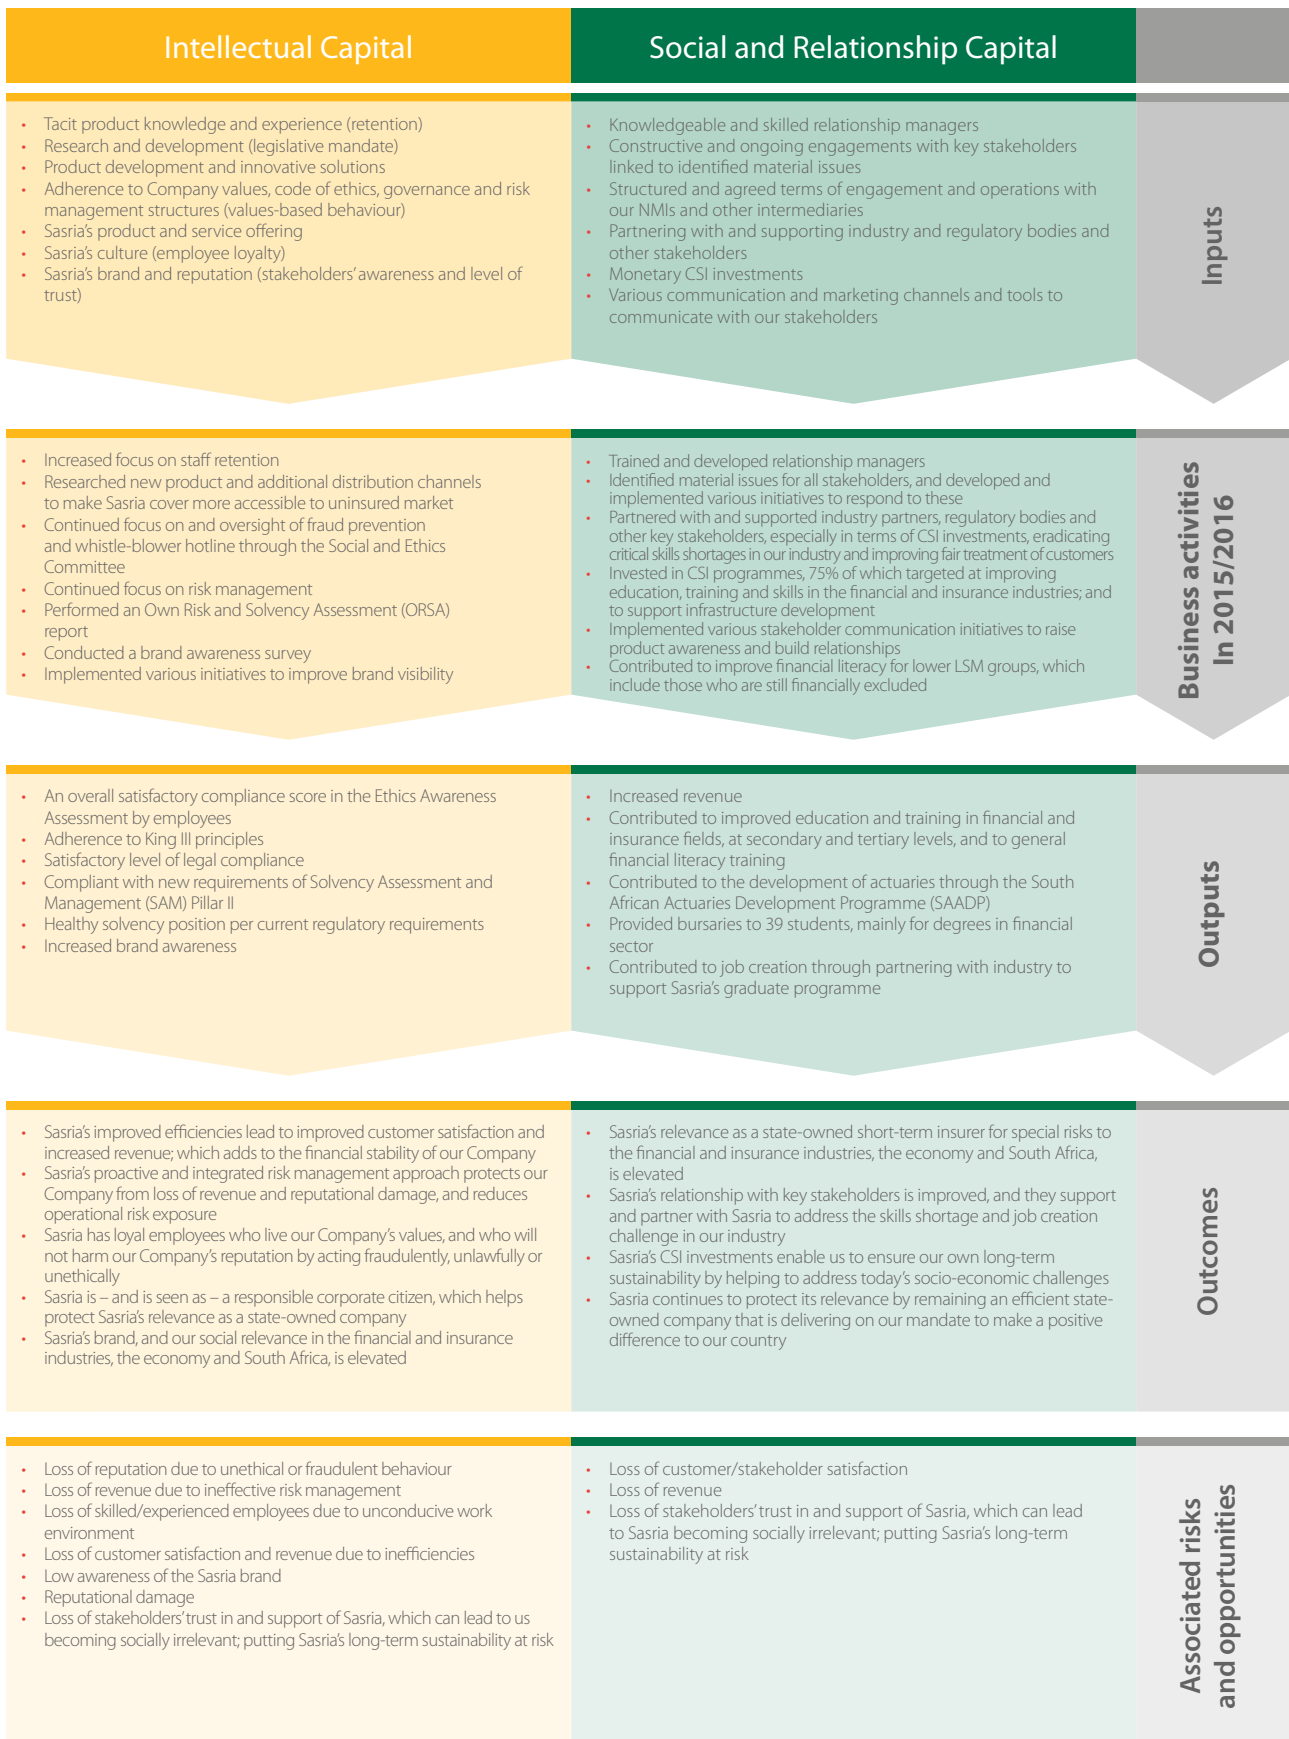 Intellectual Capital
Social and Relationship Capital
• Tacit product knowledge and experience (retention)
• Research and development (legislative mandate)
• Product development and innovative solutions
• Adherence to Company values, code of ethics, governance and risk
management structures (values-based behaviour)
• Sasria's product and service offering
• Sasria's culture (employee loyalty)
• Sasria's brand and reputation (stakeholders' awareness and level of
trust)
• Knowledgeable and skilled relationship managers
• Constructive and ongoing engagements with key stakeholders
linked to identified material issues
• Structured and agreed terms of engagement and operations with
our NMIs and other intermediaries
• Partnering with and supporting industry and regulatory bodies and
other stakeholders
• Monetary CSI investments
• Various communication and marketing channels and tools to
communicate with our stakeholders
Inputs
• Increased focus on staff retention
• Researched new product and additional distribution channels
to make Sasria cover more accessible to uninsured market
• Continued focus on and oversight of fraud prevention
and whistle-blower hotline through the Social and Ethics
Committee
• Continued focus on risk management
• Performed an Own Risk and Solvency Assessment (ORSA)
report
• Conducted a brand awareness survey
• Implemented various initiatives to improve brand visibility
• Trained and developed relationship managers
• Identified material issues for all stakeholders, and developed and
implemented various initiatives to respond to these
• Partnered with and supported industry partners, regulatory bodies and
other key stakeholders, especially in terms of CSI investments, eradicating
critical skills shortages in our industry and improving fair treatment of customers
• Invested in CSI programmes, 75% of which targeted at improving
education, training and skills in the financial and insurance industries; and
to support infrastructure development
• Implemented various stakeholder communication initiatives to raise
product awareness and build relationships
• Contributed to improve financial literacy for lower LSM groups, which
include those who are still financially excluded
Business activities
In 2015/2016
• An overall satisfactory compliance score in the Ethics Awareness
Assessment by employees
• Adherence to King III principles
• Satisfactory level of legal compliance
• Compliant with new requirements of Solvency Assessment and
Management (SAM) Pillar II
• Healthy solvency position per current regulatory requirements
• Increased brand awareness
• Increased revenue
• Contributed to improved education and training in financial and
insurance fields, at secondary and tertiary levels, and to general
financial literacy training
• Contributed to the development of actuaries through the South
African Actuaries Development Programme (SAADP)
• Provided bursaries to 39 students, mainly for degrees in financial
sector
• Contributed to job creation through partnering with industry to
support Sasria's graduate programme
Outputs
• Sasria's improved efficiencies lead to improved customer satisfaction and
increased revenue; which adds to the financial stability of our Company
• Sasria's proactive and integrated risk management approach protects our
Company from loss of revenue and reputational damage, and reduces
operational risk exposure
• Sasria has loyal employees who live our Company's values, and who will
not harm our Company's reputation by acting fraudulently, unlawfully or
unethically
• Sasria is – and is seen as – a responsible corporate citizen, which helps
protect Sasria's relevance as a state-owned company
• Sasria's brand, and our social relevance in the financial and insurance
industries, the economy and South Africa, is elevated
• Sasria's relevance as a state-owned short-term insurer for special risks to
the financial and insurance industries, the economy and South Africa,
is elevated
• Sasria's relationship with key stakeholders is improved, and they support
and partner with Sasria to address the skills shortage and job creation
challenge in our industry
• Sasria's CSI investments enable us to ensure our own long-term
sustainability by helping to address today's socio-economic challenges
• Sasria continues to protect its relevance by remaining an efficient state-
owned company that is delivering on our mandate to make a positive
difference to our country
Outcomes
• Loss of reputation due to unethical or fraudulent behaviour
• Loss of revenue due to ineffective risk management
• Loss of skilled/experienced employees due to unconducive work
environment
• Loss of customer satisfaction and revenue due to inefficiencies
• Low awareness of the Sasria brand
• Reputational damage
• Loss of stakeholders' trust in and support of Sasria, which can lead to us
becoming socially irrelevant; putting Sasria's long-term sustainability at risk
• Loss of customer/stakeholder satisfaction
• Loss of revenue
• Loss of stakeholders' trust in and support of Sasria, which can lead
to Sasria becoming socially irrelevant; putting Sasria's long-term
sustainability at risk
Associated risks
and opportunities